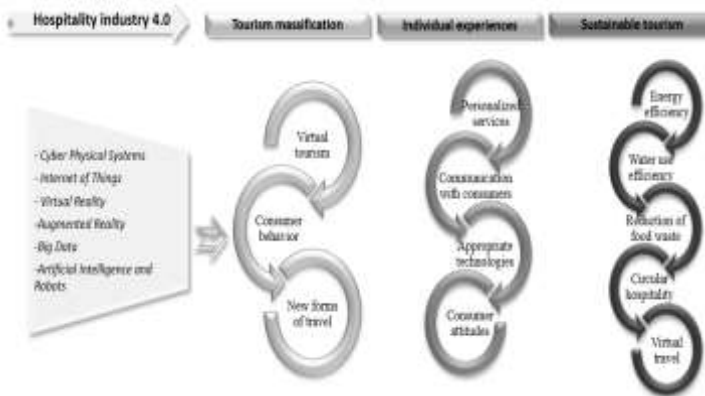 Hospitality industry 4.0
Tourism massification
Individual experiences
Sustainable tourism
- Cyber Physical Systems
- Internet of Things
- Virtual Reality
-Augmented Reality
-Big Data
-Artificial Intelligence and
Robots
Virtual
tourism
Consumer
behavior
New forms
of travel
Personalized
services
Communication
with consumers
Appropriate
technologies
Consumer
attitudes
Energy
efficiency
Water use
efficiency
Reduction of
food waste
Circular
hospitality
Virtual
travel